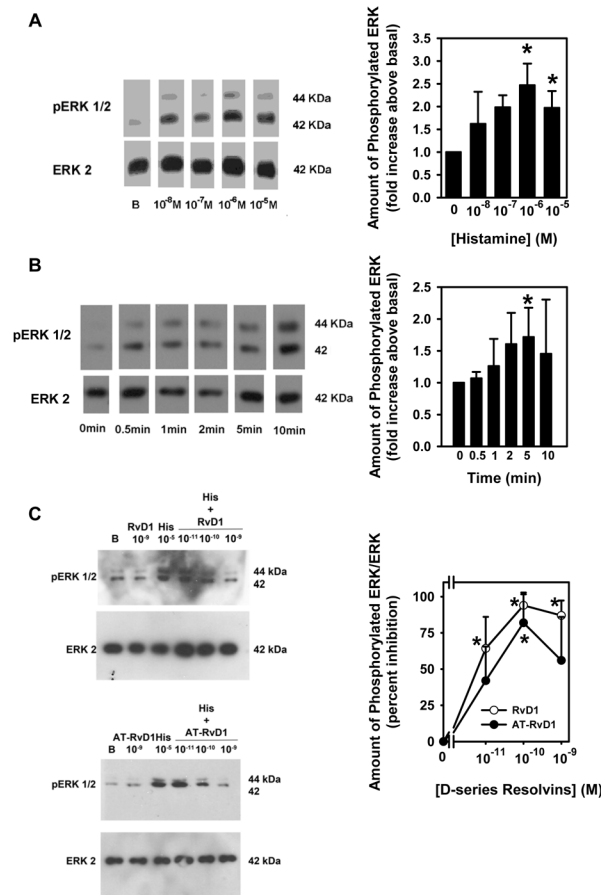 A
pERK 1/2
44 KDa
42 KDa
ERK 2
42 KDa
B 10⁻⁸M 10⁻⁷M 10⁻⁶M 10⁻⁵M
Amount of Phosphorylated ERK
(fold increase above basal)
3.5
3.0
2.5
2.0
1.5
1.0
0.5
0.0
* *
0 10⁻⁸ 10⁻⁷ 10⁻⁶ 10⁻⁵
[Histamine] (M)
B
pERK 1/2
44 KDa
42
ERK 2
42 KDa
0min 0.5min 1min 2min 5min 10min
Amount of Phosphorylated ERK
(fold increase above basal)
2.5
2.0
1.5
1.0
0.5
0.0
*
0 0.5 1 2 5 10
Time (min)
C
His
+
RvD1 His RvD1
B 10⁻⁹ 10⁻⁵ 10⁻¹¹ 10⁻¹⁰ 10⁻⁹
pERK 1/2
44 kDa
42
ERK 2
42 kDa
His
+
AT-RvD1 His AT-RvD1
B 10⁻⁹ 10⁻⁵ 10⁻¹¹ 10⁻¹⁰ 10⁻⁹
pERK 1/2
44 kDa
42
ERK 2
42 kDa
Amount of Phosphorylated ERK/ERK
(percent inhibition)
100
75
50
25
0
* * * *
RvD1
AT-RvD1
0 10⁻¹¹ 10⁻¹⁰ 10⁻⁹
[D-series Resolvins] (M)